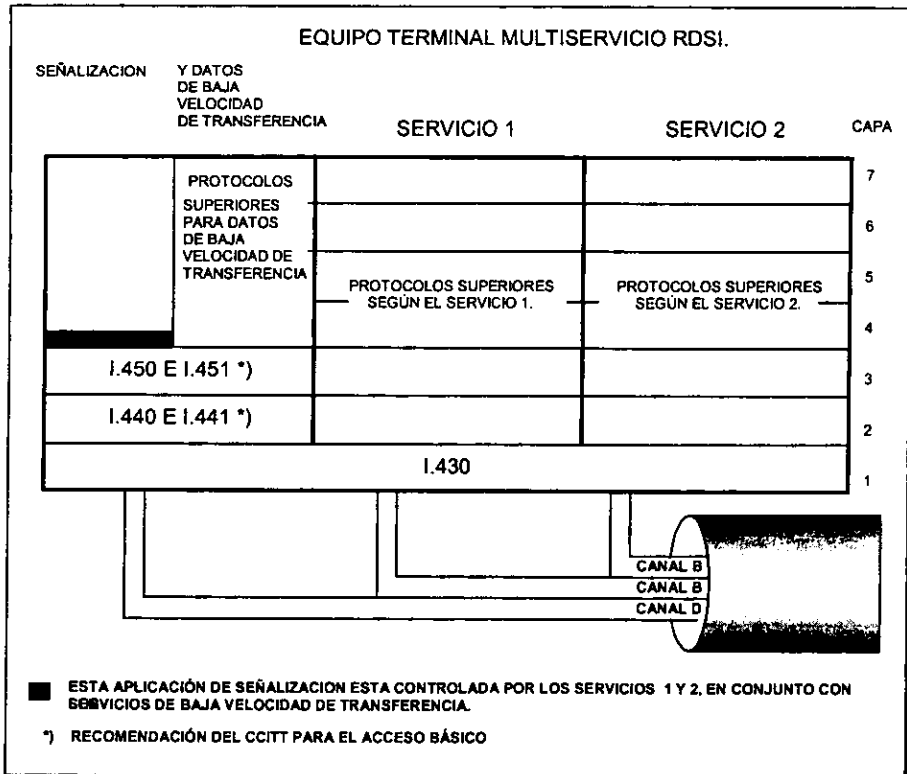 EQUIPO TERMINAL MULTISERVICIO RDSI.
SEÑALIZACION
Y DATOS
DE BAJA
VELOCIDAD
DE TRANSFERENCIA
SERVICIO 1
SERVICIO 2
CAPA
PROTOCOLOS
SUPERIORES
PARA DATOS
DE BAJA
VELOCIDAD DE
TRANSFERENCIA
PROTOCOLOS SUPERIORES
SEGÚN EL SERVICIO 1.
PROTOCOLOS SUPERIORES
SEGÚN EL SERVICIO 2.
7
6
5
4
I.450 E I.451 *)
3
I.440 E I.441 *)
2
I.430
1
CANAL B
CANAL B
CANAL D
ESTA APLICACIÓN DE SEÑALIZACION ESTA CONTROLADA POR LOS SERVICIOS 1 Y 2, EN CONJUNTO CON
DE BAJA VELOCIDAD DE TRANSFERENCIA.
*) RECOMENDACIÓN DEL CCITT PARA EL ACCESO BÁSICO